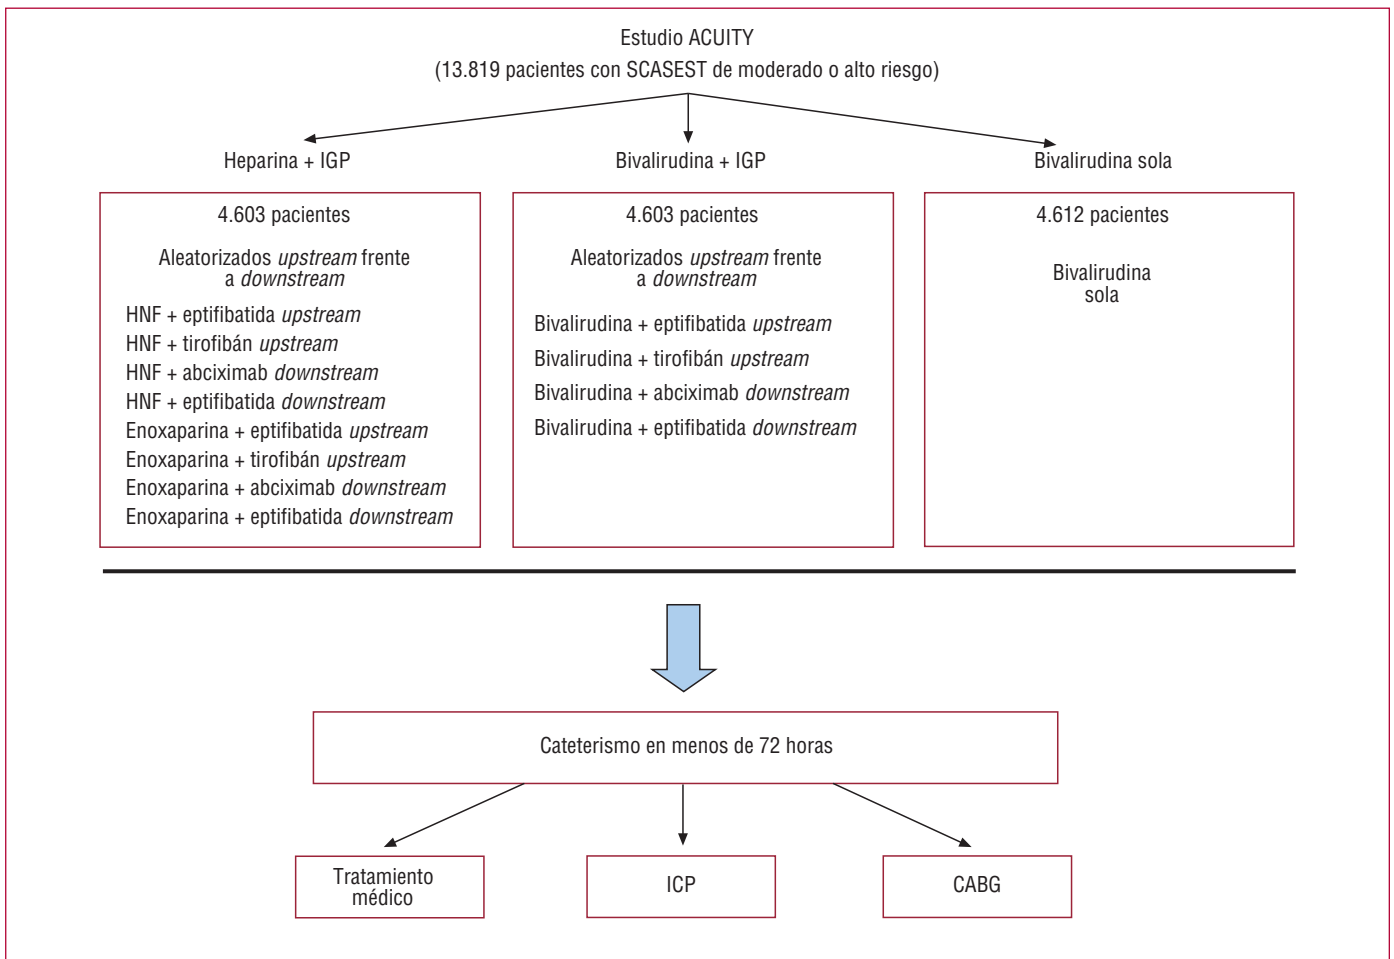 Estudio ACUITY
(13.819 pacientes con SCASEST de moderado o alto riesgo)
Heparina + IGP
Bivalirudina + IGP
Bivalirudina sola
4.603 pacientes
Aleatorizados upstream frente
a downstream
HNF + eptifibatida upstream
HNF + tirofibán upstream
HNF + abciximab downstream
HNF + eptifibatida downstream
Enoxaparina + eptifibatida upstream
Enoxaparina + tirofibán upstream
Enoxaparina + abciximab downstream
Enoxaparina + eptifibatida downstream
4.603 pacientes
Aleatorizados upstream frente
a downstream
Bivalirudina + eptifibatida upstream
Bivalirudina + tirofibán upstream
Bivalirudina + abciximab downstream
Bivalirudina + eptifibatida downstream
4.612 pacientes
Bivalirudina
sola
Cateterismo en menos de 72 horas
Tratamiento
médico
ICP
CABG